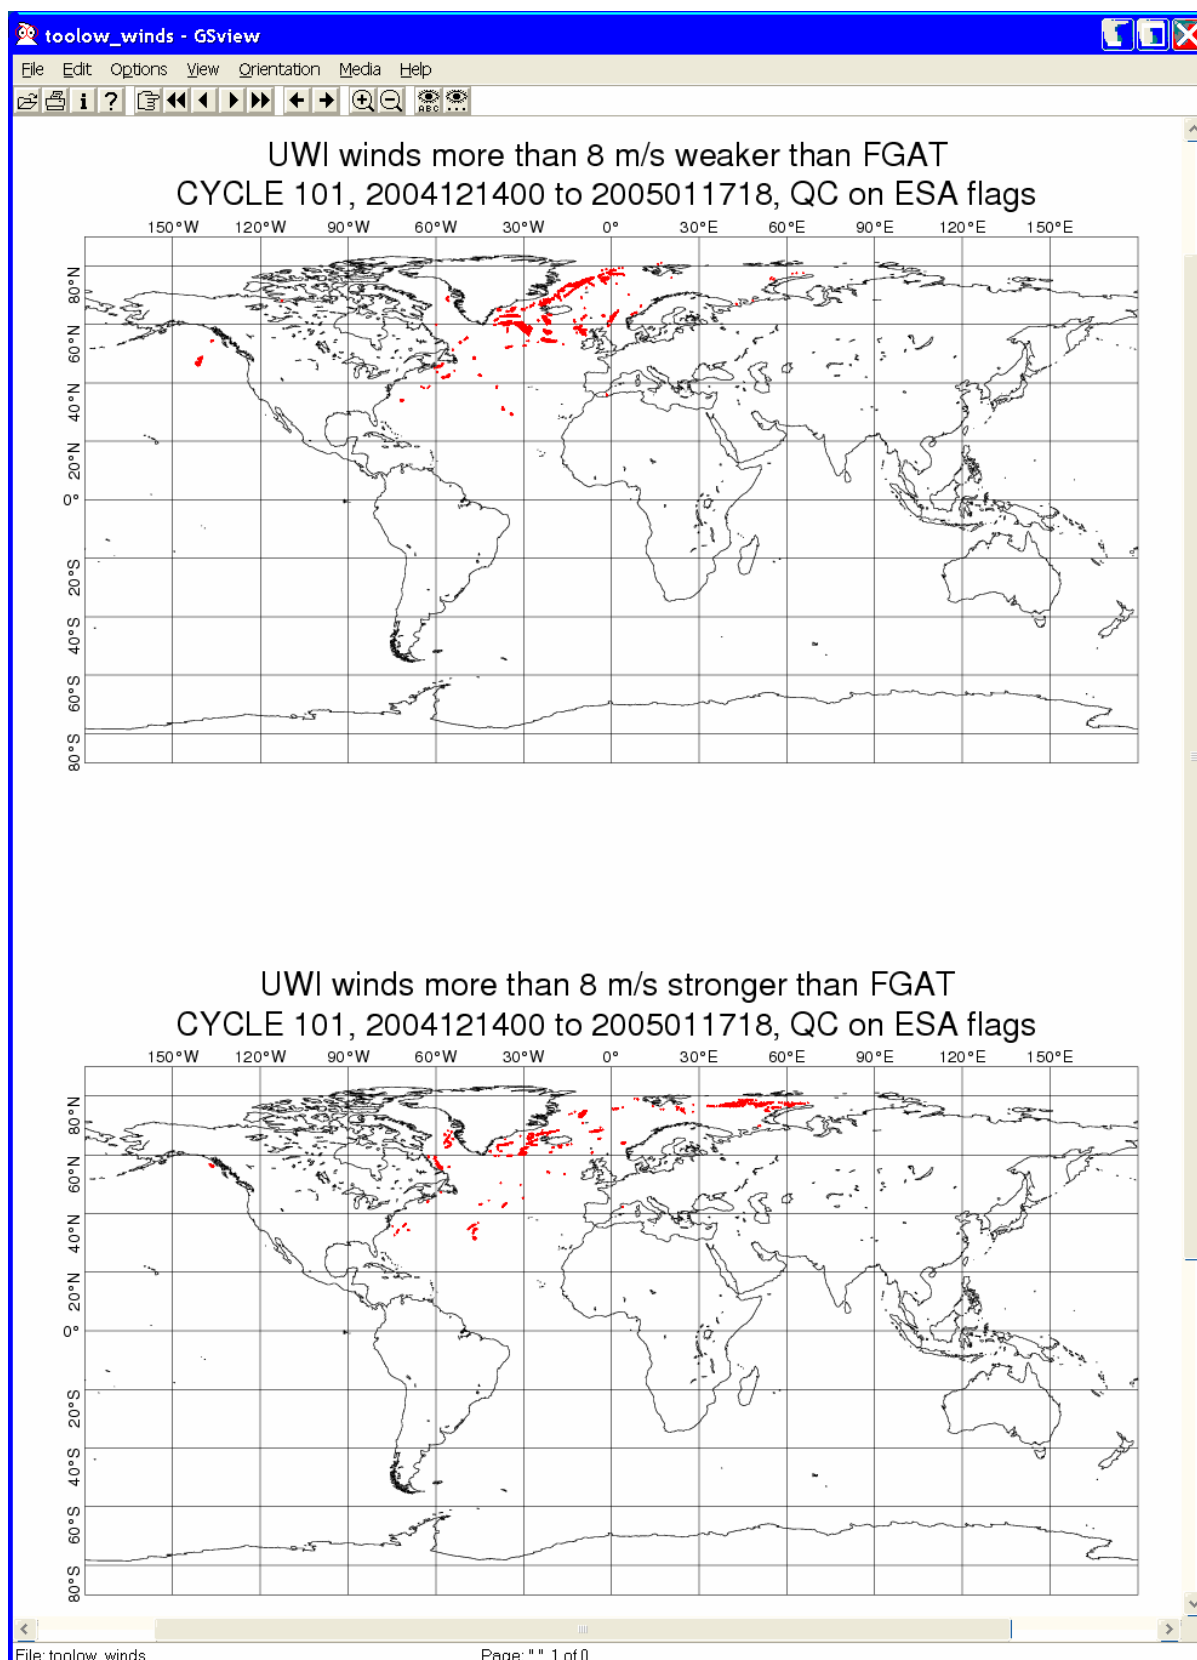 toolow_winds - GSview
File Edit Options View Orientation Media Help
UWI winds more than 8 m/s weaker than FGAT
CYCLE 101, 2004121400 to 2005011718, QC on ESA flags
150°W 120°W 90°W 60°W 30°W 0° 30°E 60°E 90°E 120°E 150°E
80°N
60°N
40°N
20°N
0°
20°S
40°S
60°S
80°S
UWI winds more than 8 m/s stronger than FGAT
CYCLE 101, 2004121400 to 2005011718, QC on ESA flags
150°W 120°W 90°W 60°W 30°W 0° 30°E 60°E 90°E 120°E 150°E
80°N
60°N
40°N
20°N
0°
20°S
40°S
60°S
80°S
File: toolow_winds Page: " " 1 of 0